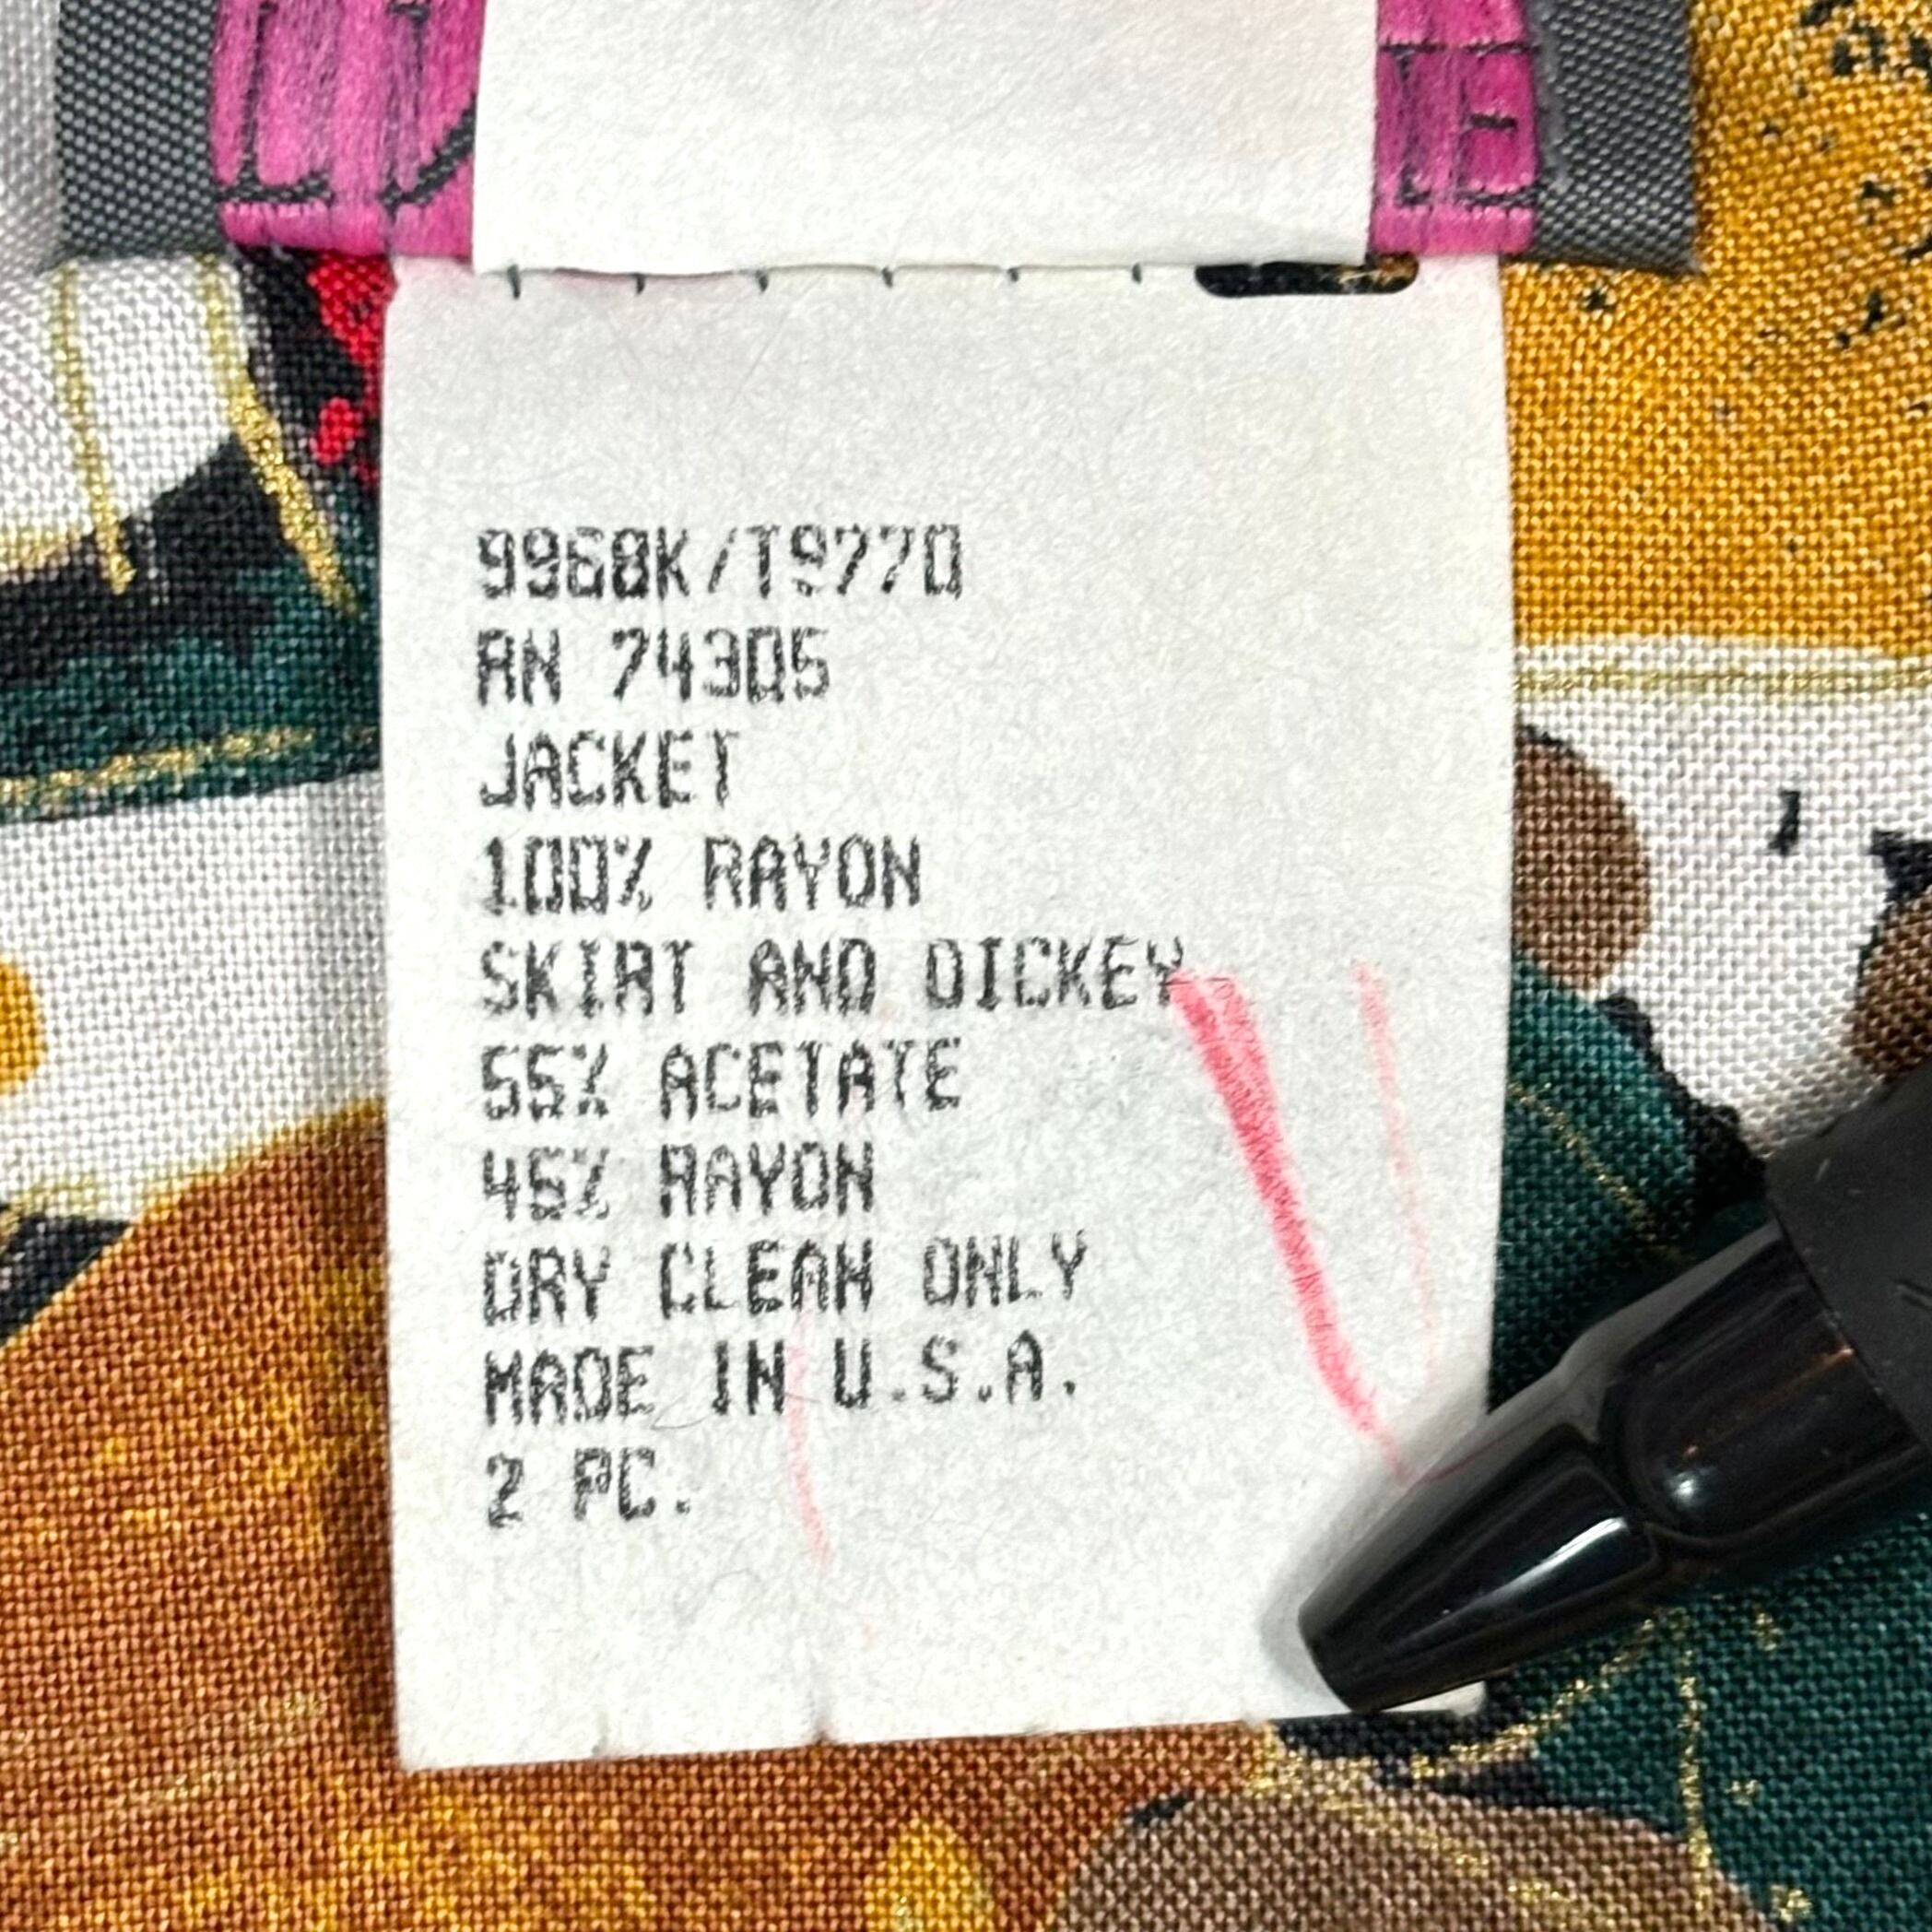 9968K/T9770
RN 74305
JACKET
100% RAYON
SKIRT AND DICKEY
55% ACETATE
45% RAYON
DRY CLEAN ONLY
MADE IN U.S.A.
2 PC.